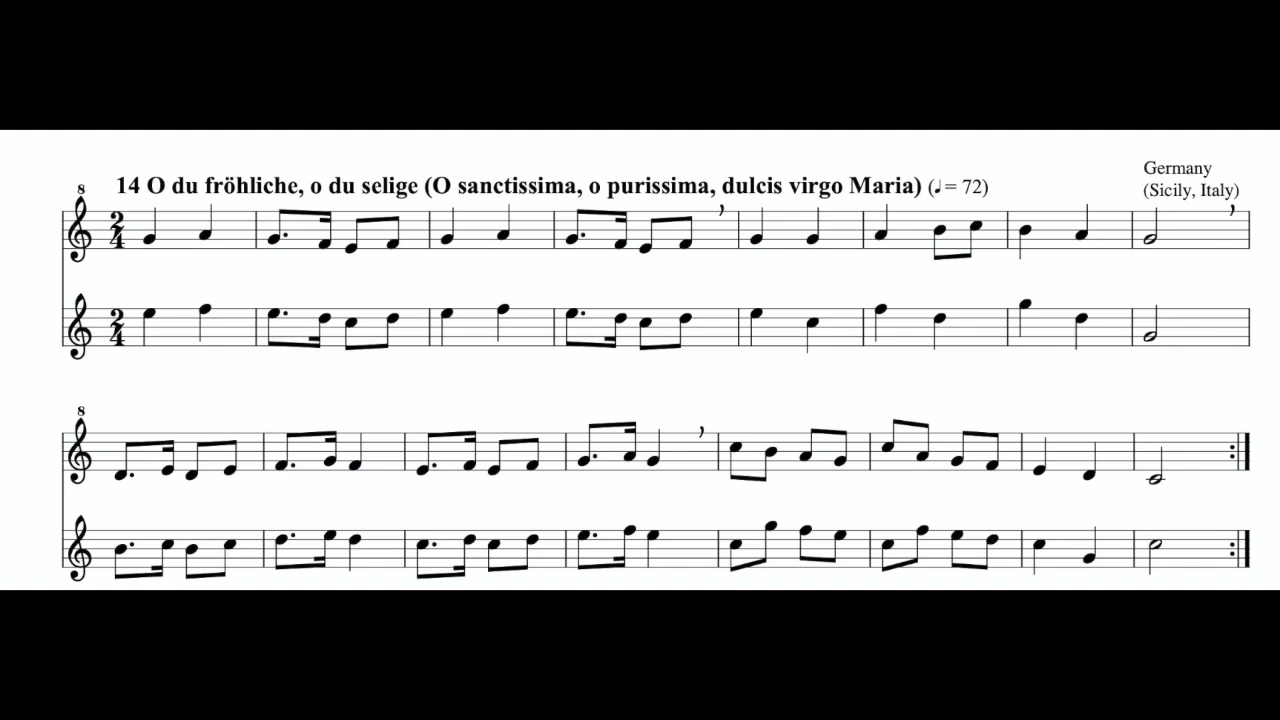 Germany
14 O du fröhliche, o du selige (O sanctissima, o purissima, dulcis virgo Maria) (♩ = 72)
(Sicily, Italy)
8
2
4
2
4
8